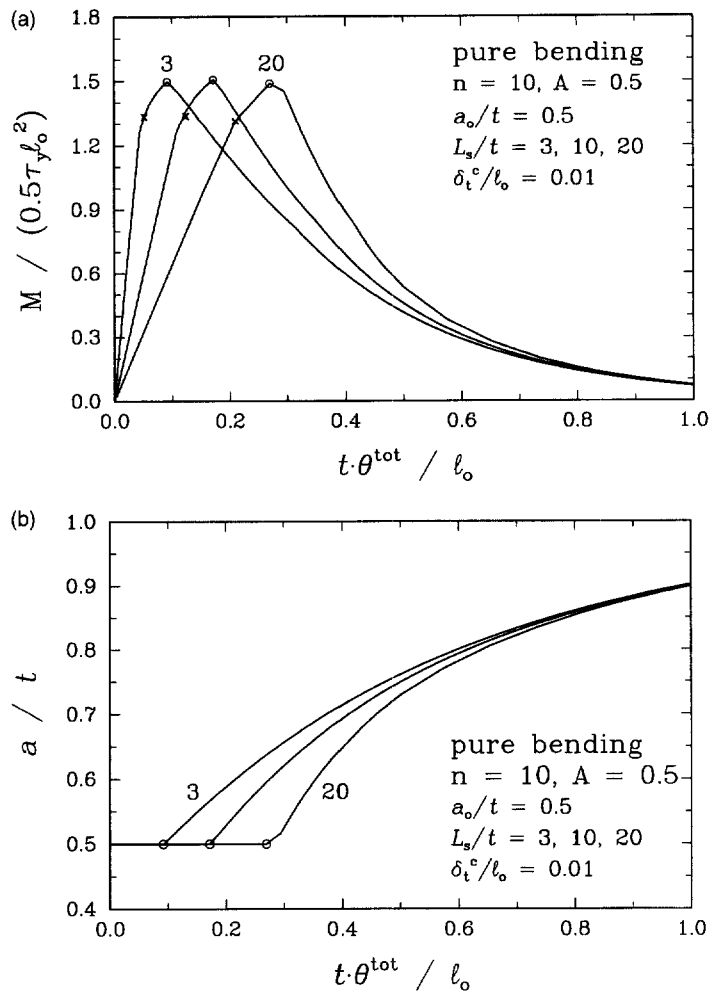 (a)
1.8
1.5
1.2
0.9
0.6
0.3
0.0
M / (0.5τyℓo²)
3
20
pure bending
n = 10, A = 0.5
ao/t = 0.5
Ls/t = 3, 10, 20
δtᶜ/ℓo = 0.01
0.0 0.2 0.4 0.6 0.8 1.0
t·θᵗᵒᵗ / ℓo
(b)
1.0
0.9
0.8
0.7
0.6
0.5
0.4
a / t
3
20
pure bending
n = 10, A = 0.5
ao/t = 0.5
Ls/t = 3, 10, 20
δtᶜ/ℓo = 0.01
0.0 0.2 0.4 0.6 0.8 1.0
t·θᵗᵒᵗ / ℓo